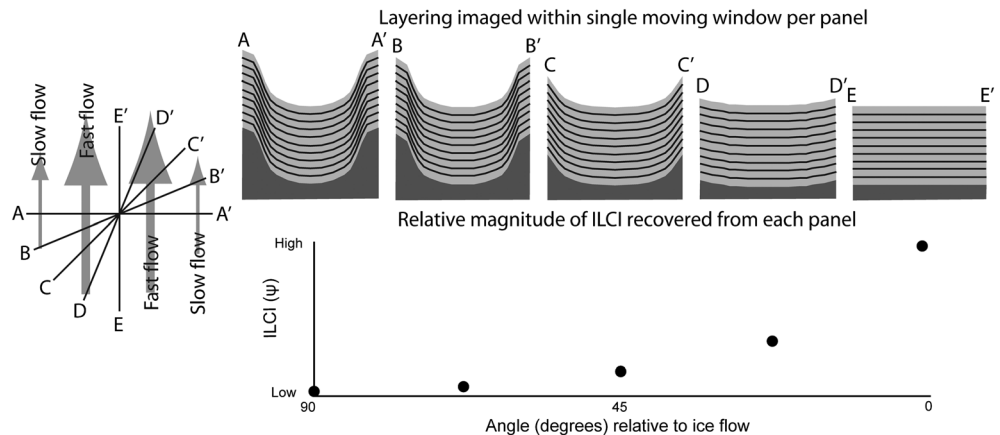 Layering imaged within single moving window per panel
A A′ B B′
C C′
D D′ E E′
Slow flow
Fast flow
E′
D′
C′
B′
A A′
B
C
D
E
Fast flow
Slow flow
Relative magnitude of ILCI recovered from each panel
High
ILCI (ψ)
Low
90 45 0
Angle (degrees) relative to ice flow